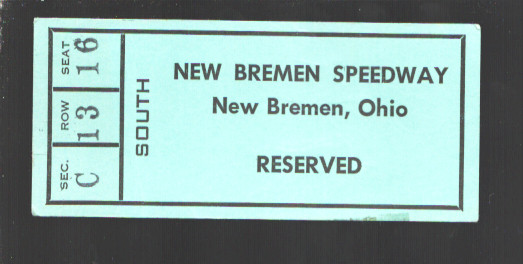 SEAT 16
ROW 13
SEC. C
SOUTH
NEW BREMEN SPEEDWAY
New Bremen, Ohio
RESERVED